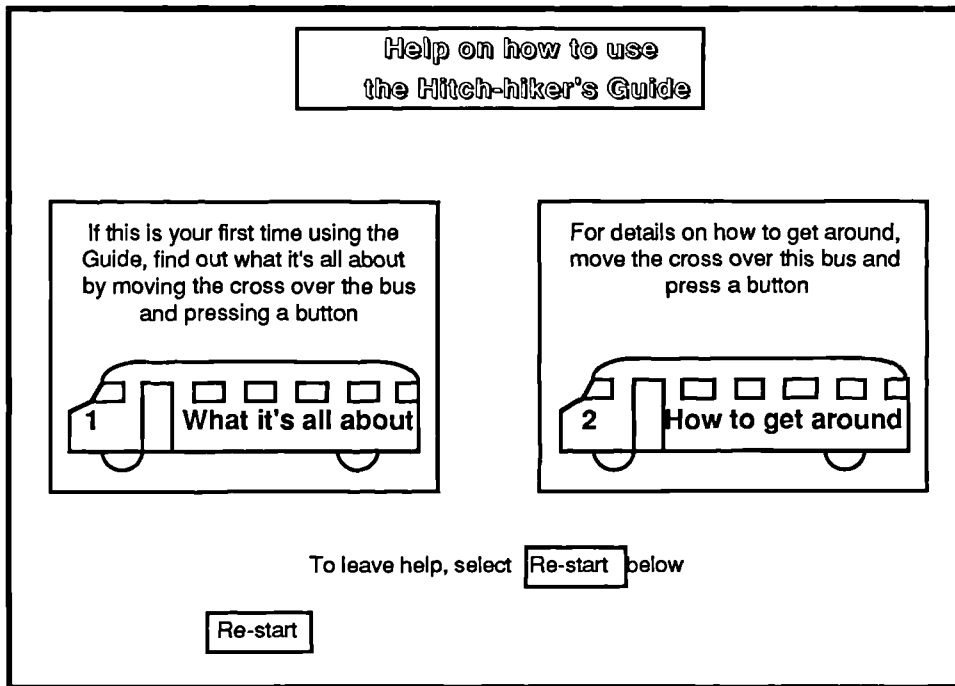 Help on how to use
the Hitch-hiker's Guide
If this is your first time using the
Guide, find out what it's all about
by moving the cross over the bus
and pressing a button
1 What it's all about
For details on how to get around,
move the cross over this bus and
press a button
2 How to get around
To leave help, select Re-start below
Re-start